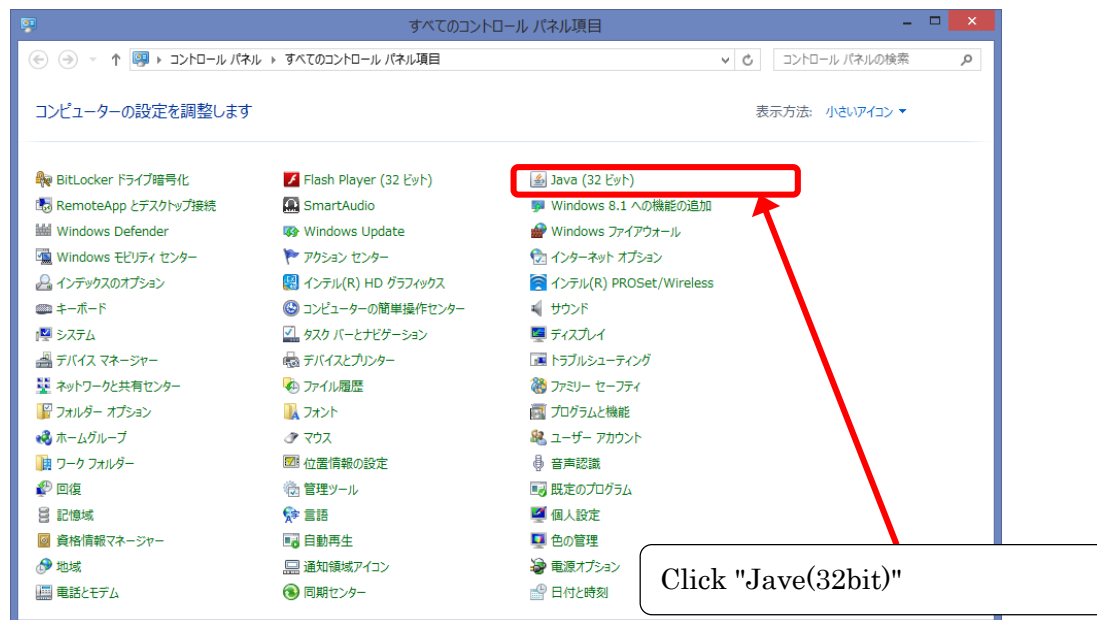 すべてのコントロール パネル項目
コントロール パネル すべてのコントロール パネル項目
コントロール パネルの検索
コンピューターの設定を調整します
表示方法: 小さいアイコン
BitLocker ドライブ暗号化 Flash Player (32 ビット) Java (32 ビット)
RemoteApp とデスクトップ接続 SmartAudio Windows 8.1 への機能の追加
Windows Defender Windows Update Windows ファイアウォール
Windows モビリティ センター アクション センター インターネット オプション
インデックスのオプション インテル(R) HD グラフィックス インテル(R) PROSet/Wireless
キーボード コンピューターの簡単操作センター サウンド
システム タスク バーとナビゲーション ディスプレイ
デバイス マネージャー デバイスとプリンター トラブルシューティング
ネットワークと共有センター ファイル履歴 ファミリー セーフティ
フォルダー オプション フォント プログラムと機能
ホームグループ マウス ユーザー アカウント
ワーク フォルダー 位置情報の設定 音声認識
回復 管理ツール 既定のプログラム
記憶域 言語 個人設定
資格情報マネージャー 自動再生 色の管理
地域 通知領域アイコン 電源オプション
電話とモデム 同期センター 日付と時刻
Click "Jave(32bit)"